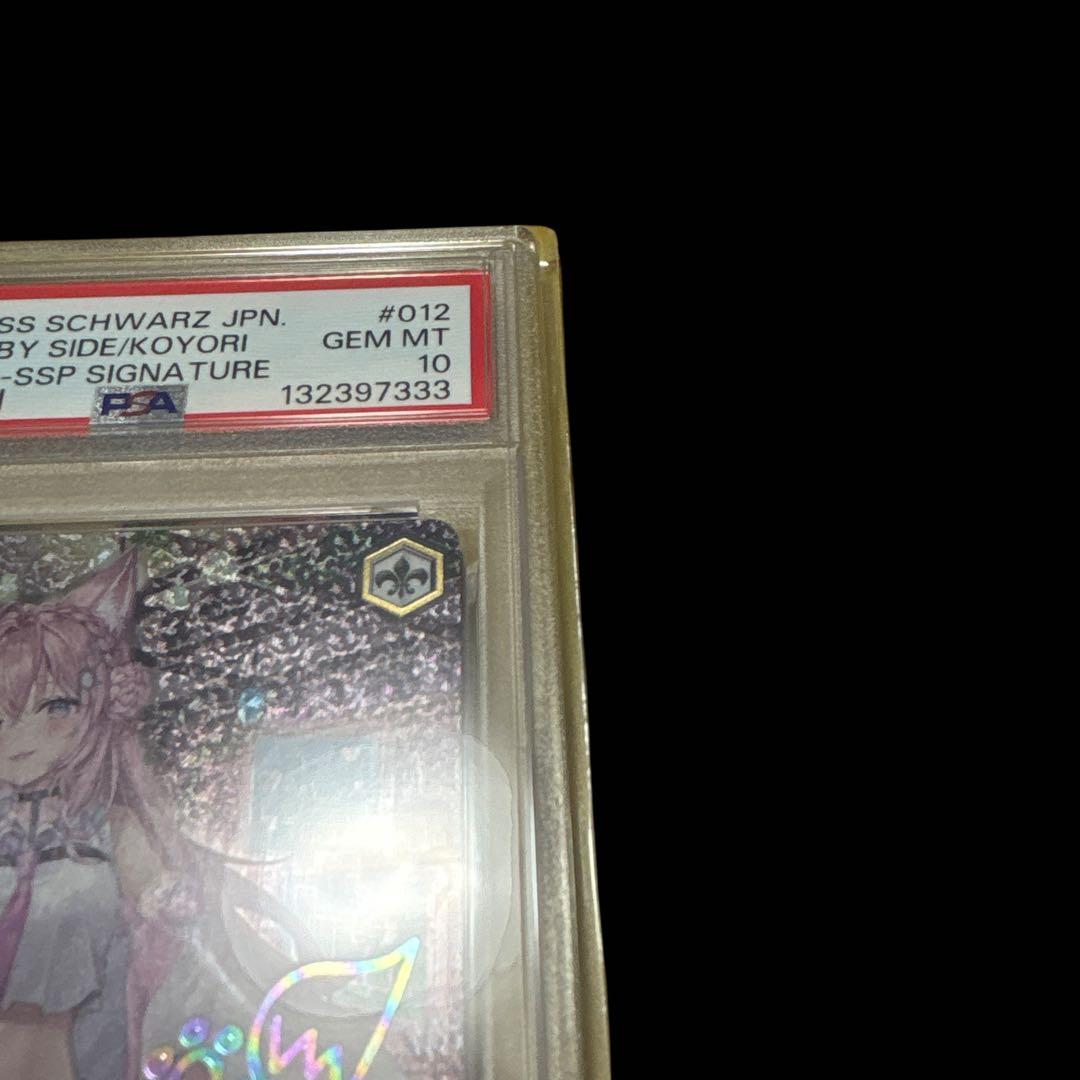 SS SCHWARZ JPN. #012
BY SIDE/KOYORI GEM MT
-SSP SIGNATURE 10
PSA 132397333